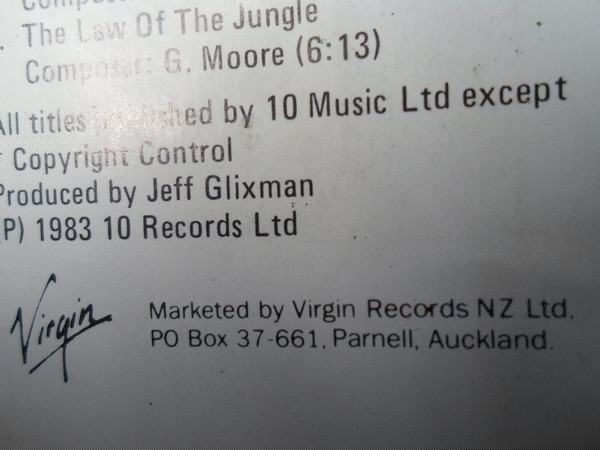 The Law Of The Jungle
Composer: G. Moore (6:13)
All titles published by 10 Music Ltd except
Copyright Control
Produced by Jeff Glixman
(P) 1983 10 Records Ltd
Virgin
Marketed by Virgin Records NZ Ltd.
PO Box 37-661, Parnell, Auckland.